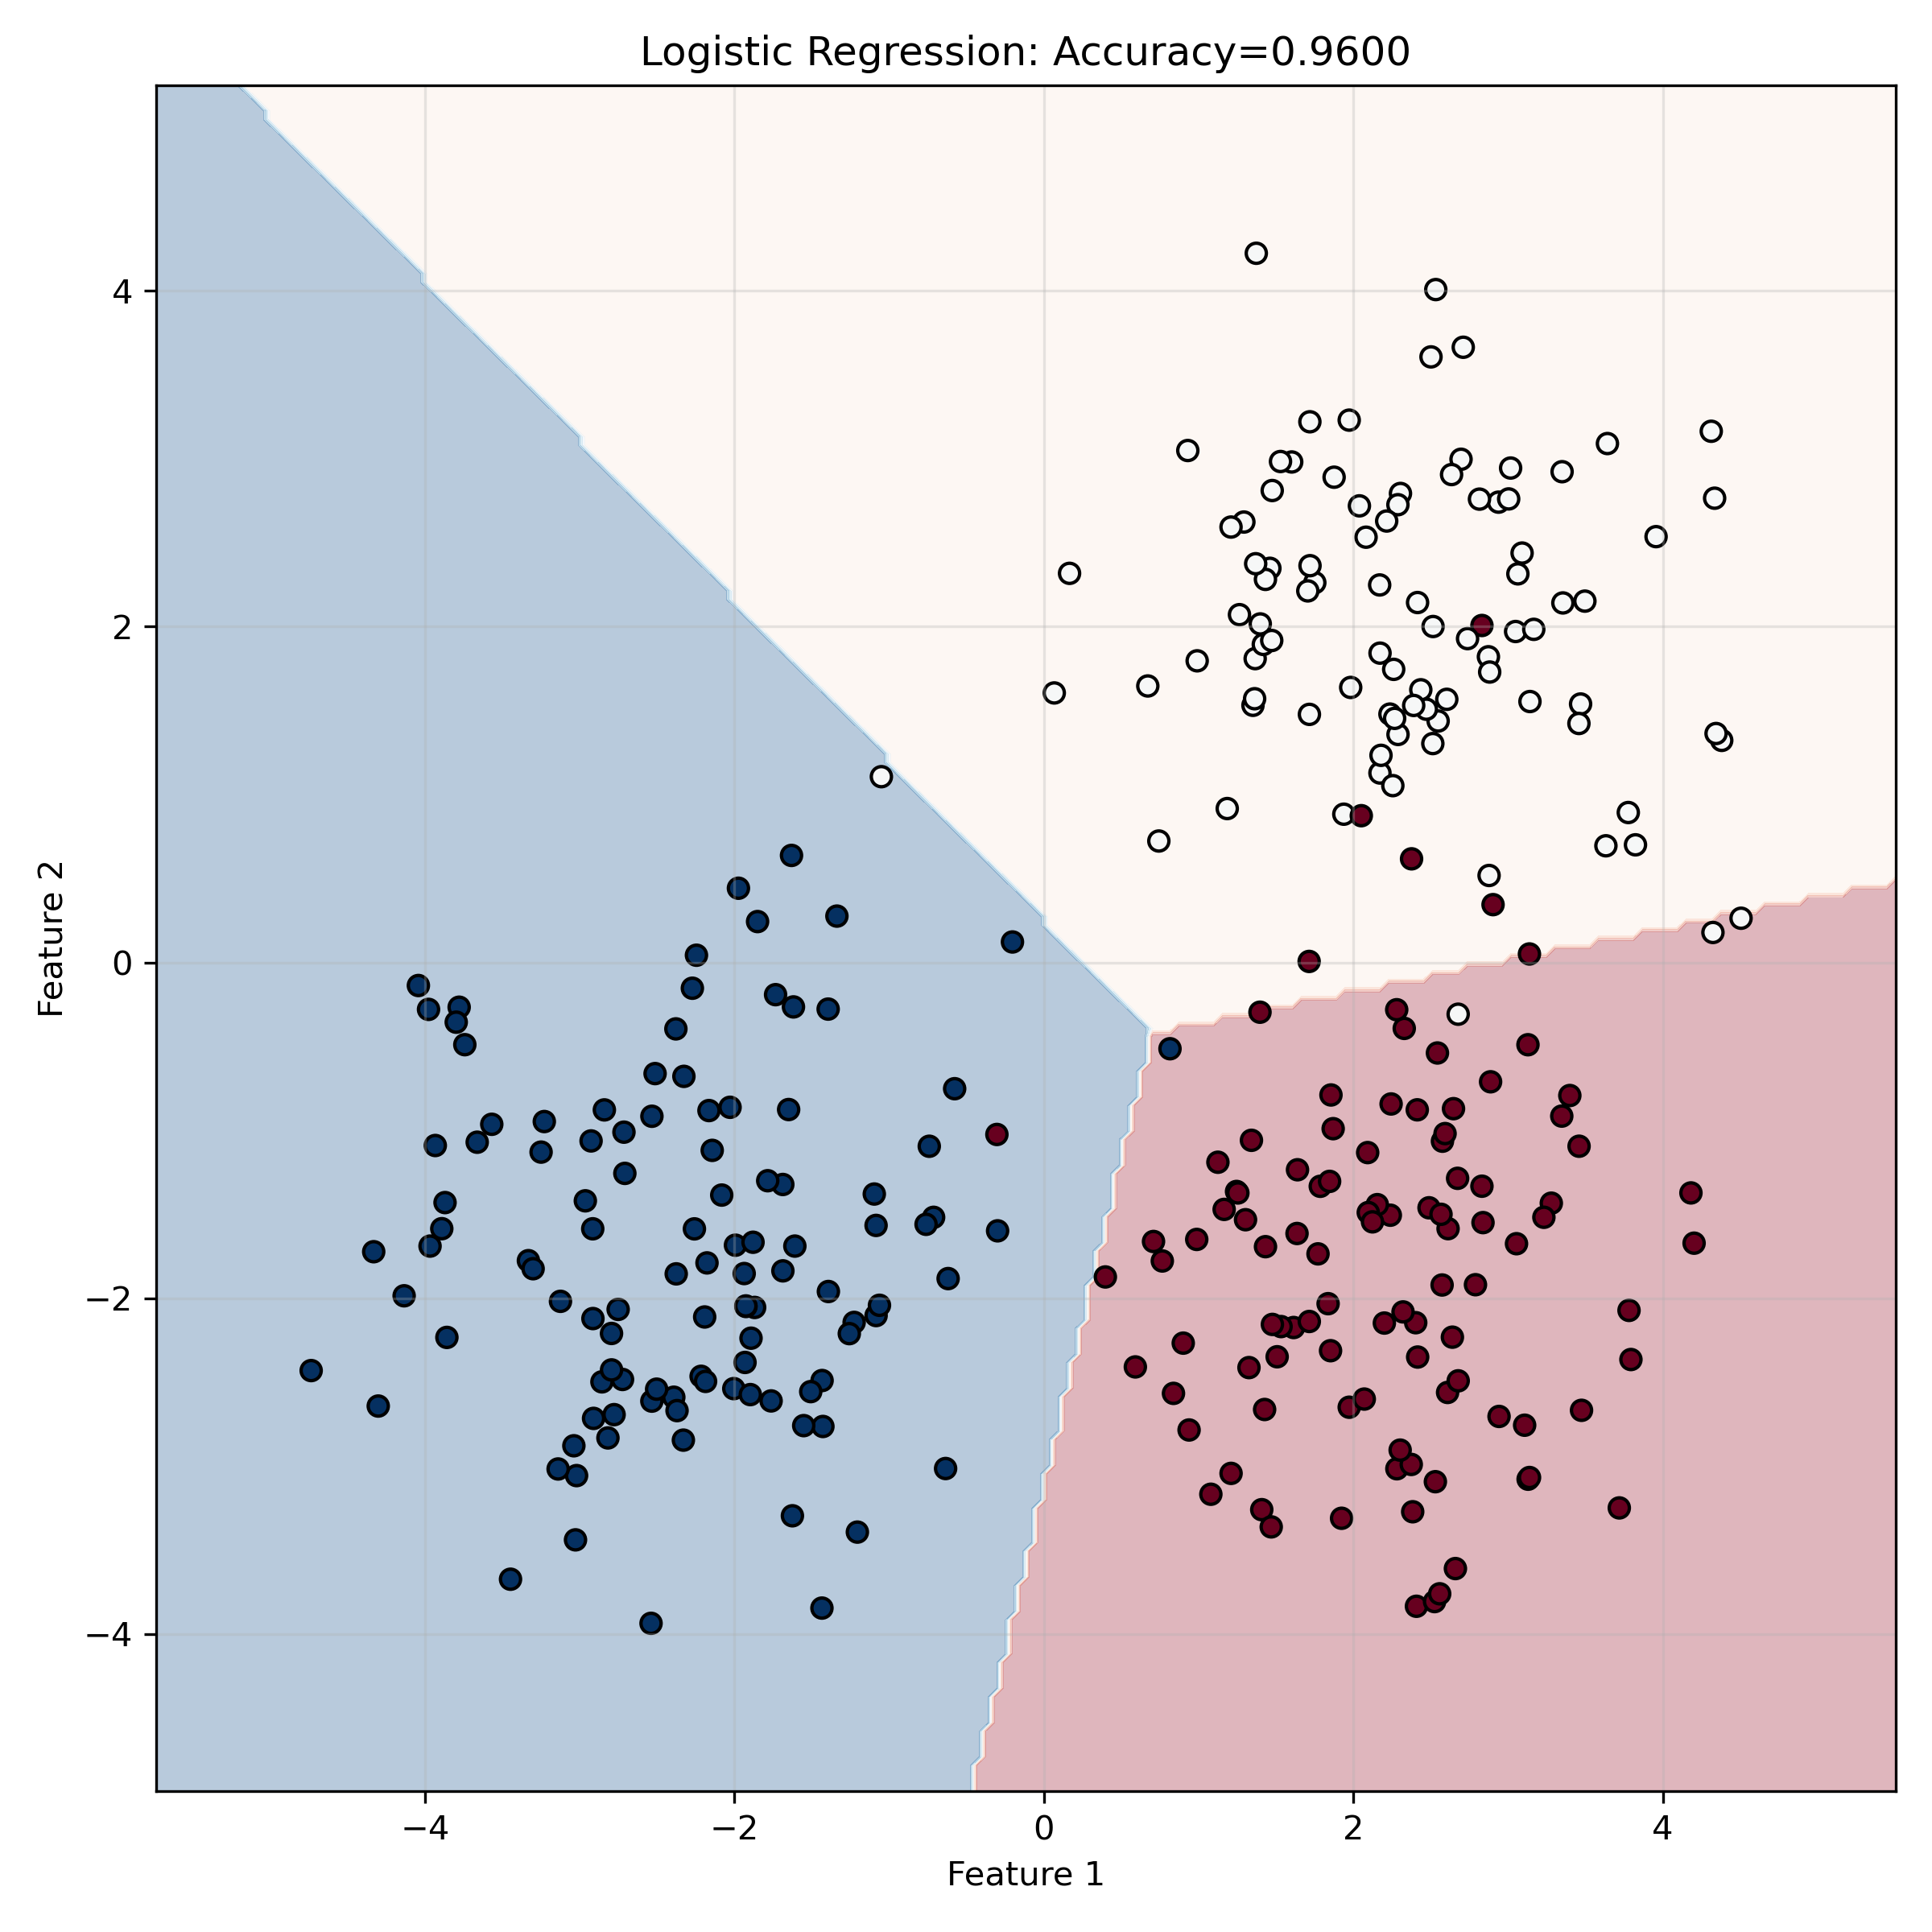 Logistic Regression: Accuracy=0.9600
4
2
0
−2
−4
Feature 2
−4 −2 0 2 4
Feature 1